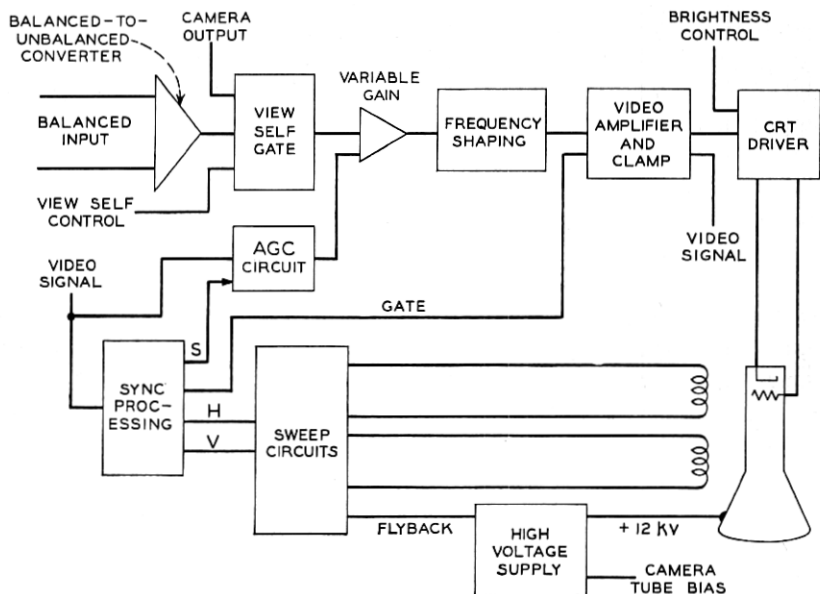 BALANCED-TO-
UNBALANCED
CONVERTER
CAMERA
OUTPUT
BRIGHTNESS
CONTROL
VARIABLE
GAIN
BALANCED
INPUT
VIEW
SELF
GATE
FREQUENCY
SHAPING
VIDEO
AMPLIFIER
AND
CLAMP
CRT
DRIVER
VIEW SELF
CONTROL
VIDEO
SIGNAL
AGC
CIRCUIT
VIDEO
SIGNAL
GATE
S
SYNC
PROC-
ESSING
H
V
SWEEP
CIRCUITS
FLYBACK
HIGH
VOLTAGE
SUPPLY
+ 12 KV
CAMERA
TUBE BIAS